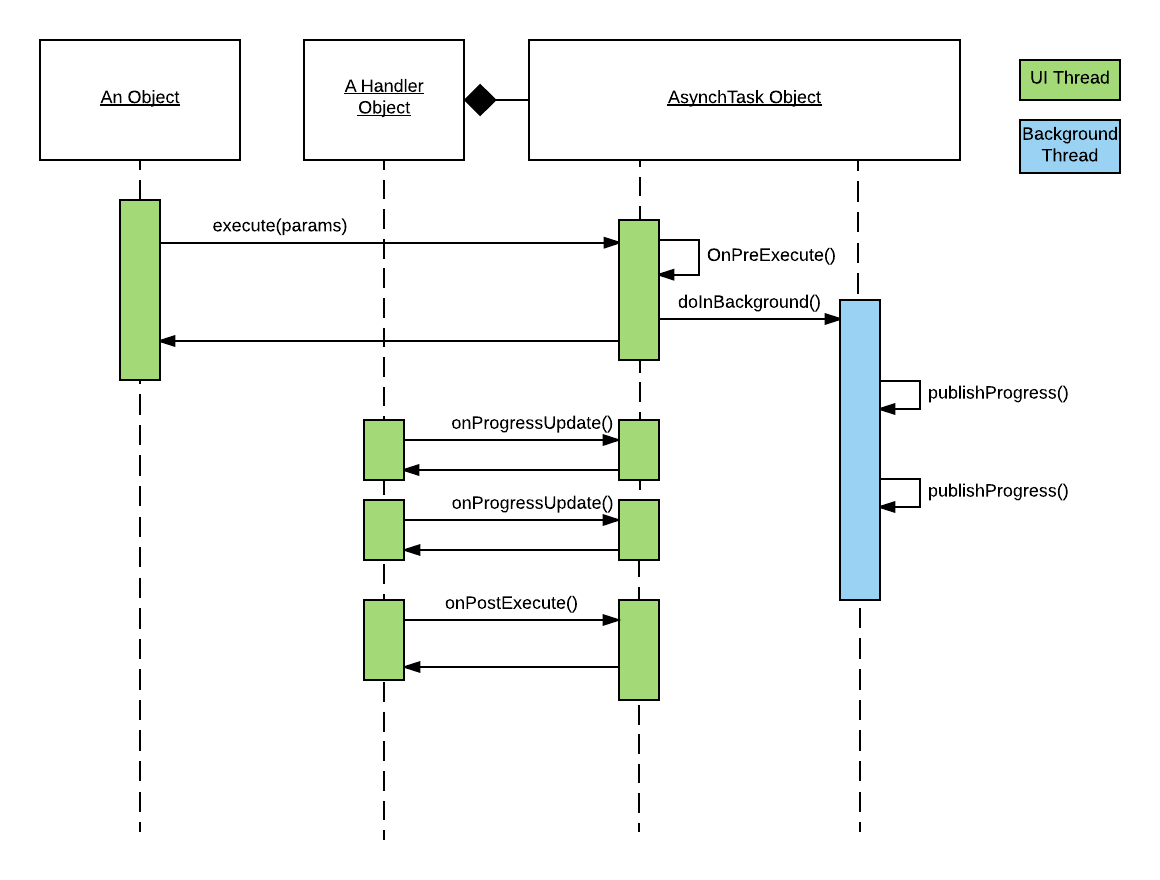 An Object
A Handler
Object
AsynchTask Object
UI Thread
Background
Thread
execute(params)
OnPreExecute()
doInBackground()
publishProgress()
onProgressUpdate()
publishProgress()
onProgressUpdate()
onPostExecute()